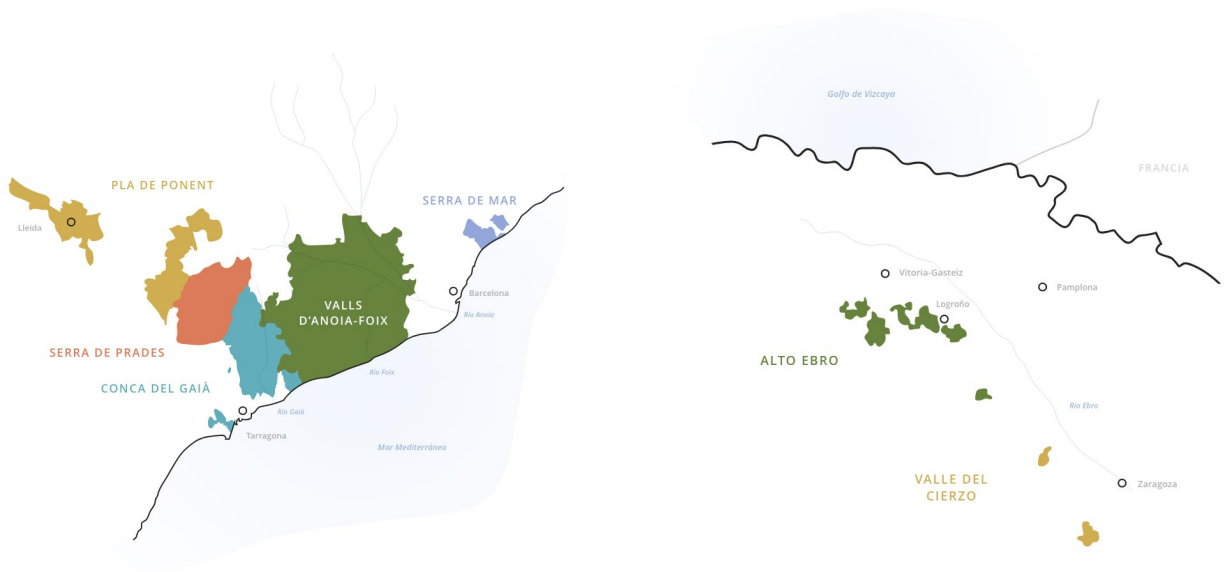 PLA DE PONENT
SERRA DE MAR
Lleida
Barcelona
VALLS
D'ANOIA-FOIX
Río Anoia
SERRA DE PRADES
Río Foix
CONCA DEL GAIÀ
Río Gaià
Tarragona
Mar Mediterráneo
Golfo de Vizcaya
FRANCIA
Vitoria-Gasteiz
Pamplona
Logroño
ALTO EBRO
Río Ebro
VALLE DEL
CIERZO
Zaragoza